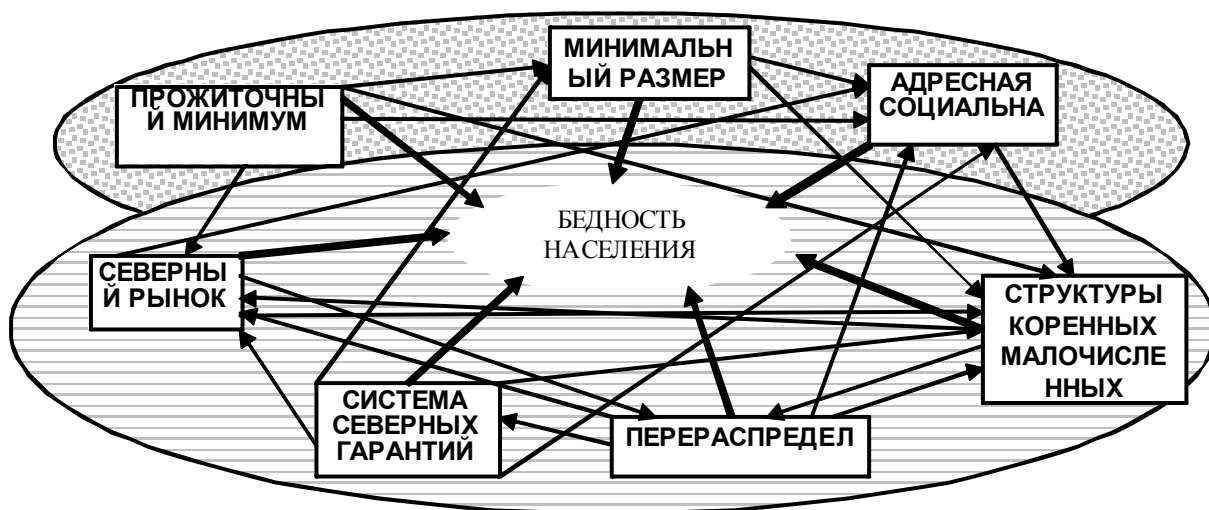 МИНИМАЛЬН
ЫЙ РАЗМЕР
ПРОЖИТОЧНЫ
Й МИНИМУМ
АДРЕСНАЯ
СОЦИАЛЬНА
БЕДНОСТЬ
НАСЕЛЕНИЯ
СЕВЕРНЫ
Й РЫНОК
СТРУКТУРЫ
КОРЕННЫХ
МАЛОЧИСЛЕ
ННЫХ
СИСТЕМА
СЕВЕРНЫХ
ГАРАНТИЙ
ПЕРЕРАСПРЕДЕЛ